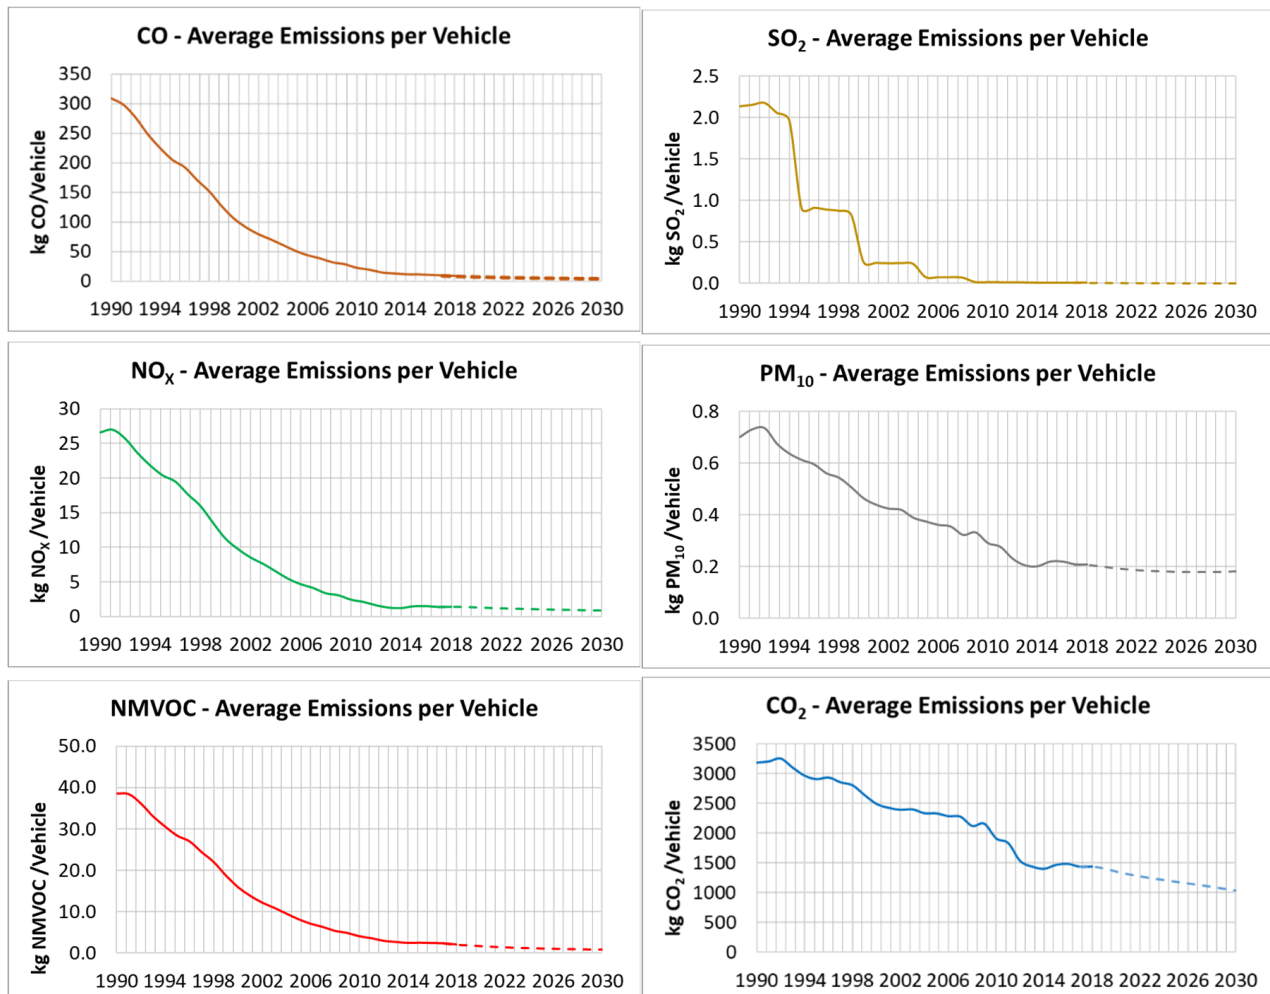 CO - Average Emissions per Vehicle
kg CO/Vehicle
350
300
250
200
150
100
50
0
1990 1994 1998 2002 2006 2010 2014 2018 2022 2026 2030
SO2 - Average Emissions per Vehicle
kg SO2 /Vehicle
2.5
2.0
1.5
1.0
0.5
0.0
1990 1994 1998 2002 2006 2010 2014 2018 2022 2026 2030
NOX - Average Emissions per Vehicle
kg NOX /Vehicle
30
25
20
15
10
5
0
1990 1994 1998 2002 2006 2010 2014 2018 2022 2026 2030
PM10 - Average Emissions per Vehicle
kg PM10 /Vehicle
0.8
0.6
0.4
0.2
0.0
1990 1994 1998 2002 2006 2010 2014 2018 2022 2026 2030
NMVOC - Average Emissions per Vehicle
kg NMVOC /Vehicle
50.0
40.0
30.0
20.0
10.0
0.0
1990 1994 1998 2002 2006 2010 2014 2018 2022 2026 2030
CO2 - Average Emissions per Vehicle
kg CO2 /Vehicle
3500
3000
2500
2000
1500
1000
500
0
1990 1994 1998 2002 2006 2010 2014 2018 2022 2026 2030